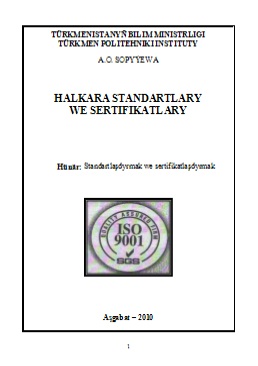 TÜRKMENISTANYŇ BILIM MINISTRLIGI
TÜRKMEN POLITEHNIKI INSTITUTY
A.O. SOPYÝEWA
HALKARA STANDARTLARY
WE SERTIFIKATLARY
Hünär: Standartlaşdyrmak we sertifikatlaşdyrmak
QUALITY ASSURED FIRM
ISO
9001
SGS
Aşgabat – 2010
1